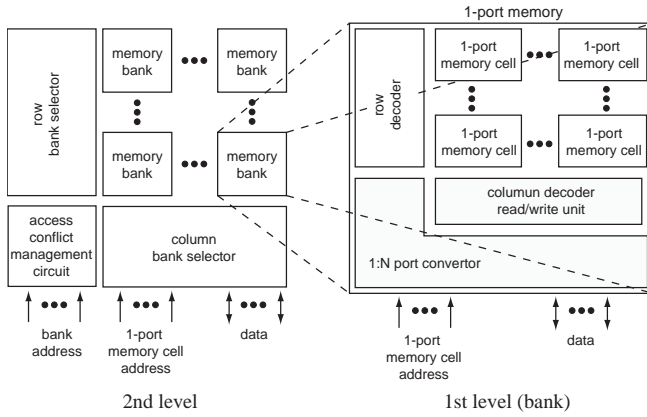 row
bank selector
memory
bank
memory
bank
memory
bank
memory
bank
access
conflict
management
circuit
column
bank selector
bank
address
1-port
memory cell
address
data
2nd level
1-port memory
row
decoder
1-port
memory cell
1-port
memory cell
1-port
memory cell
1-port
memory cell
columun decoder
read/write unit
1:N port convertor
1-port
memory cell
address
data
1st level (bank)